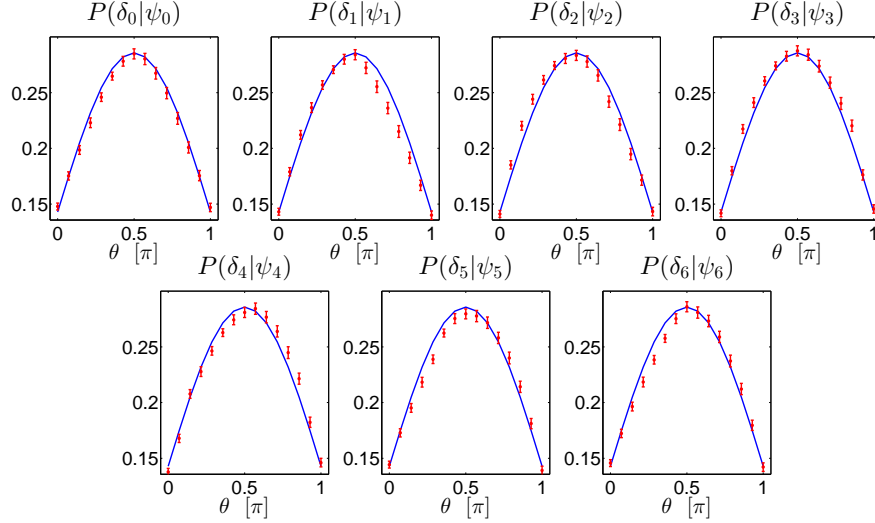 P(δ₀|ψ₀) P(δ₁|ψ₁) P(δ₂|ψ₂) P(δ₃|ψ₃)
0.25 0.25 0.25 0.25
0.2 0.2 0.2 0.2
0.15 0.15 0.15 0.15
0 0.5 1 0 0.5 1 0 0.5 1 0 0.5 1
θ [π] θ [π] θ [π] θ [π]
P(δ₄|ψ₄) P(δ₅|ψ₅) P(δ₆|ψ₆)
0.25 0.25 0.25
0.2 0.2 0.2
0.15 0.15 0.15
0 0.5 1 0 0.5 1 0 0.5 1
θ [π] θ [π] θ [π]